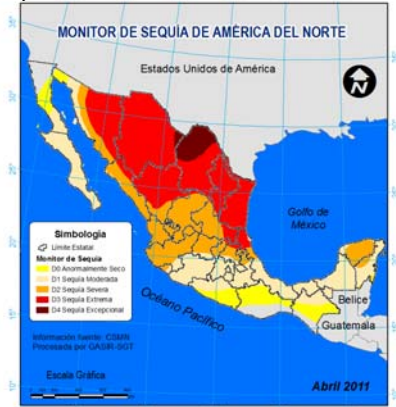 MONITOR DE SEQUÍA DE AMÉRICA DEL NORTE
Estados Unidos de América
N
Golfo de
México
Simbología
Límite Estatal
Monitor de Sequía
D0 Anormalmente Seco
D1 Sequía Moderada
D2 Sequía Severa
D3 Sequía Extrema
D4 Sequía Excepcional
Océano Pacífico
Belice
Guatemala
Información fuente: CSMN
Procesada por GASIR-SGT
Escala Gráfica
Abril 2011